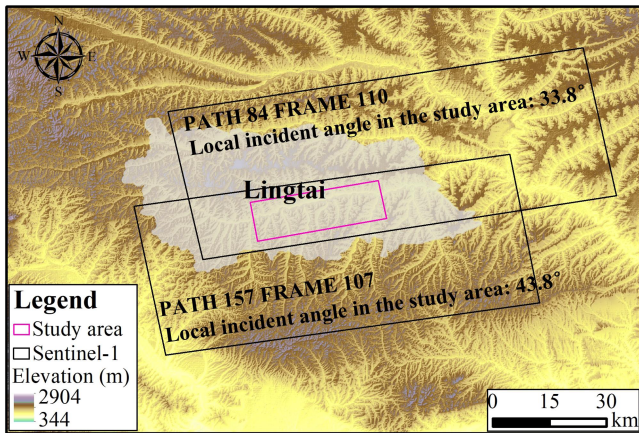 N
W E
S
PATH 84 FRAME 110
Local incident angle in the study area: 33.8°
Lingtai
PATH 157 FRAME 107
Local incident angle in the study area: 43.8°
Legend
Study area
Sentinel-1
Elevation (m)
2904
344
0 15 30
KM